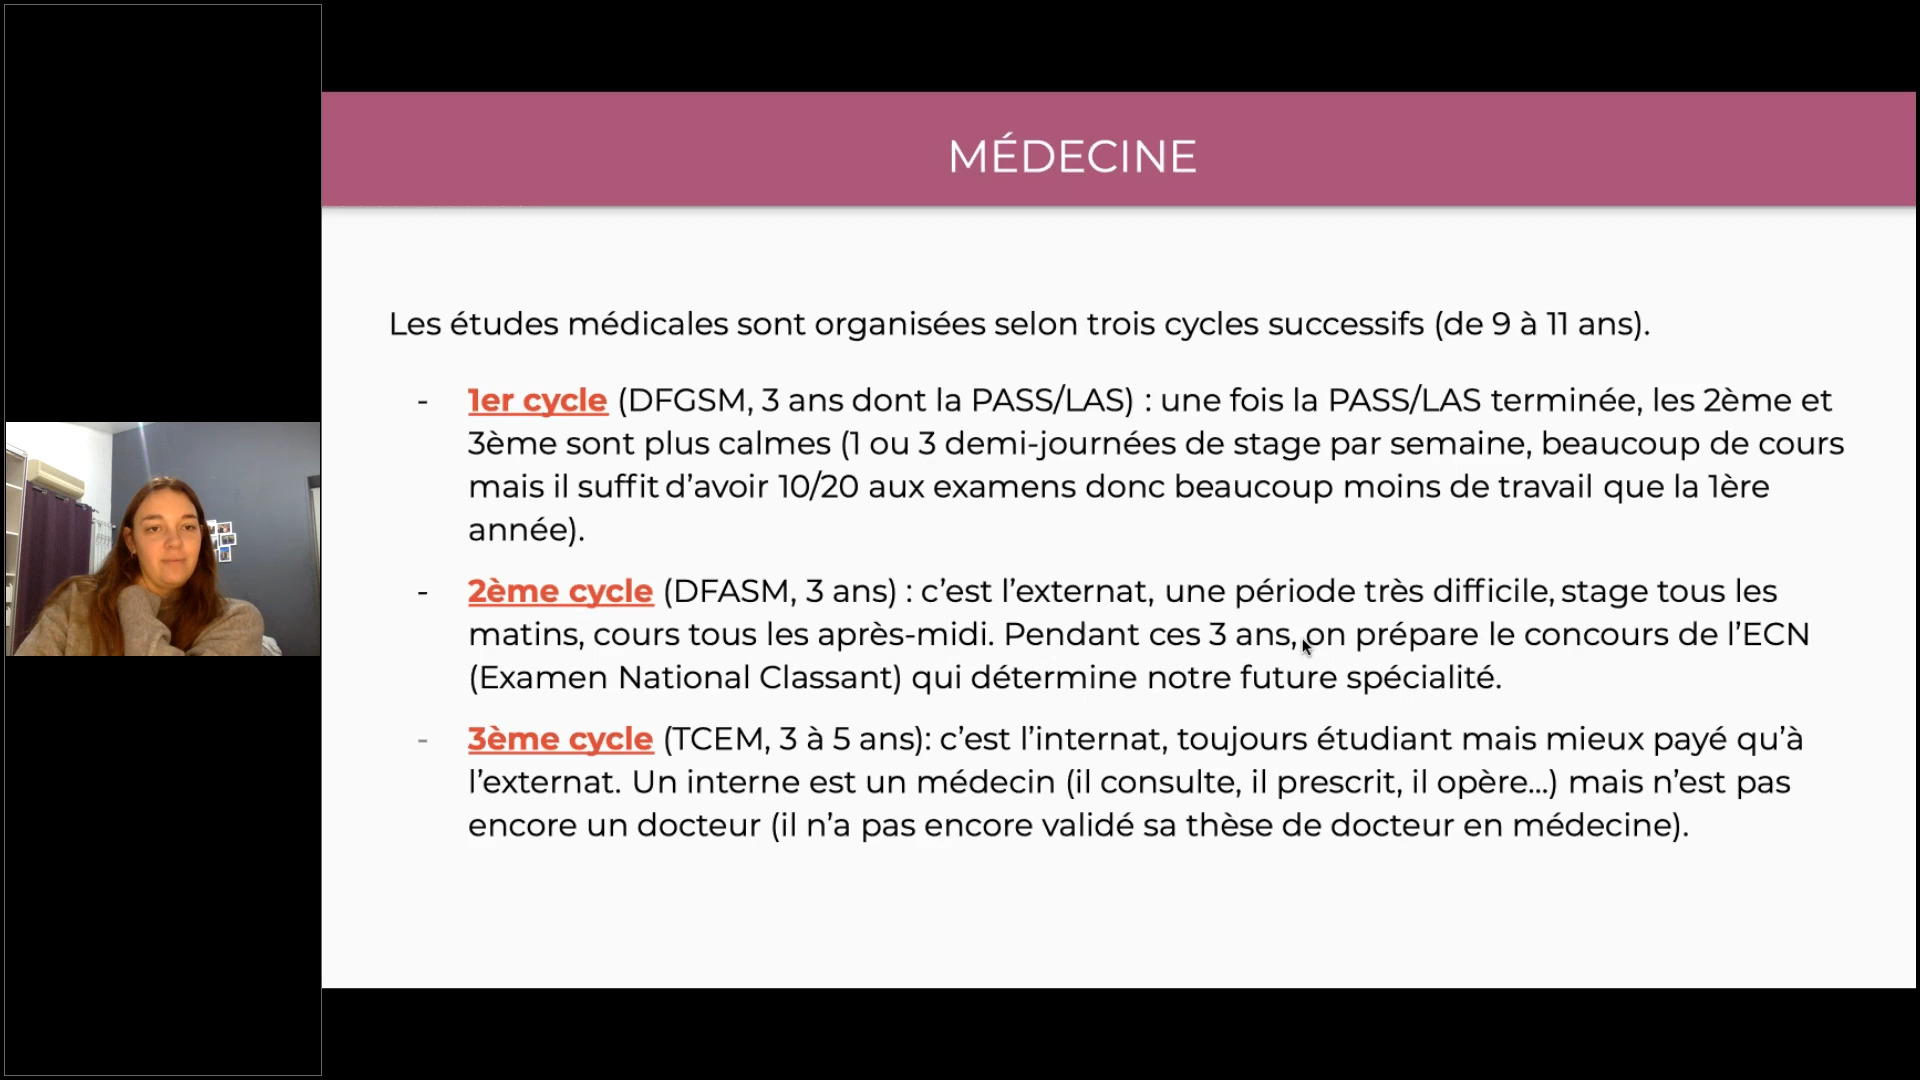 MÉDECINE
Les études médicales sont organisées selon trois cycles successifs (de 9 à 11 ans).
- 1er cycle (DFGSM, 3 ans dont la PASS/LAS) : une fois la PASS/LAS terminée, les 2ème et
3ème sont plus calmes (1 ou 3 demi-journées de stage par semaine, beaucoup de cours
mais il suffit d’avoir 10/20 aux examens donc beaucoup moins de travail que la 1ère
année).
- 2ème cycle (DFASM, 3 ans) : c’est l’externat, une période très difficile, stage tous les
matins, cours tous les après-midi. Pendant ces 3 ans, on prépare le concours de l’ECN
(Examen National Classant) qui détermine notre future spécialité.
- 3ème cycle (TCEM, 3 à 5 ans): c’est l’internat, toujours étudiant mais mieux payé qu’à
l’externat. Un interne est un médecin (il consulte, il prescrit, il opère...) mais n’est pas
encore un docteur (il n’a pas encore validé sa thèse de docteur en médecine).